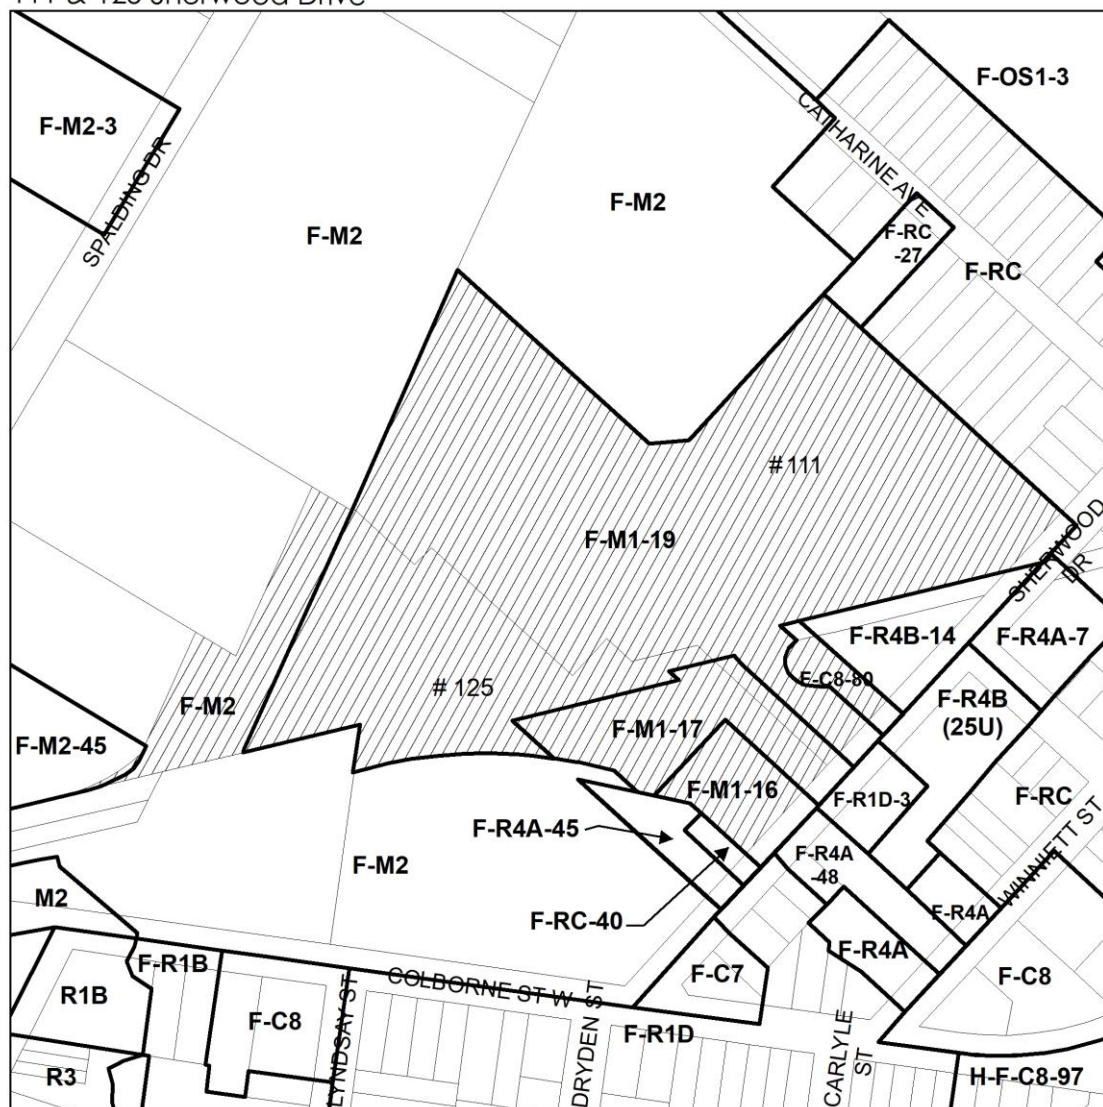 111 & 125 Sherwood Drive
F-OS1-3
F-M2-3
CATHARINE AVE
SPALDING DR
F-M2
F-M2
F-RC
-27
F-RC
# 111
SHERWOOD
DR
F-M1-19
F-R4B-14
F-R4A-7
F-C8-80
# 125
F-R4B
(25U)
F-M2
F-M1-17
F-M2-45
F-M1-16
F-R1D-3
F-RC
F-R4A-45
WINNIETT ST
F-R4A
-48
F-M2
M2
F-R4A
F-RC-40
F-R4A
F-R1B
F-C7
F-C8
R1B
COLBORNE ST W
F-C8
LYNDSAY ST
DRYDEN ST
F-R1D
CARLYLE
ST
R3
H-F-C8-97